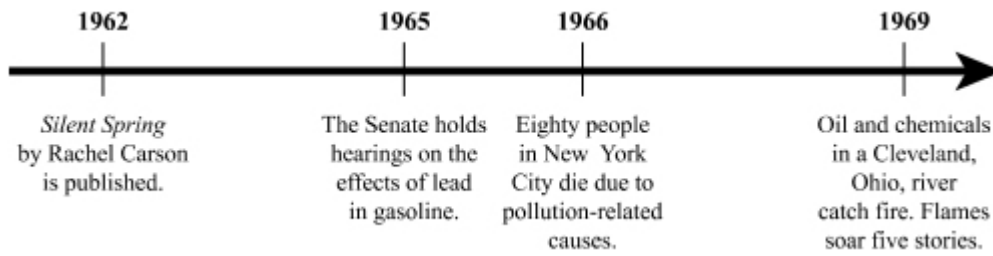 1962
1965
1966
1969
Silent Spring
by Rachel Carson
is published.
The Senate holds
hearings on the
effects of lead
in gasoline.
Eighty people
in New York
City die due to
pollution-related
causes.
Oil and chemicals
in a Cleveland,
Ohio, river
catch fire. Flames
soar five stories.